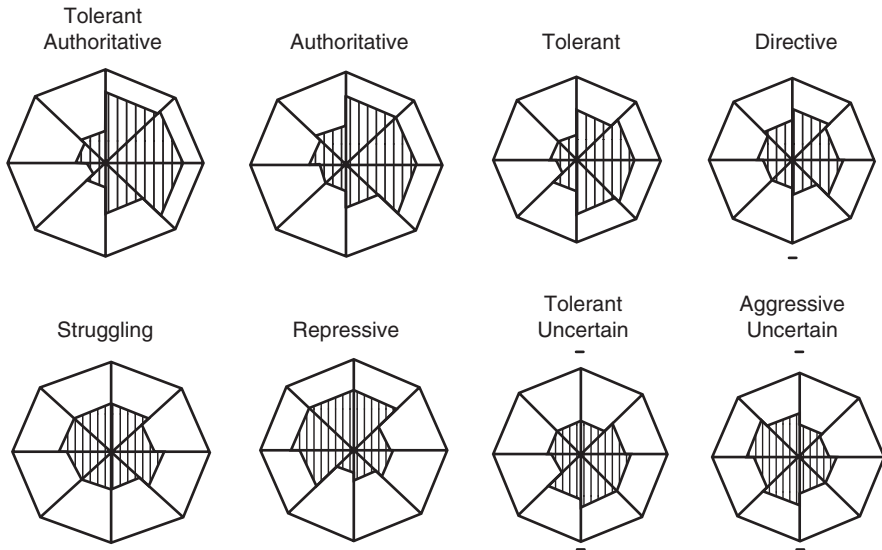 Tolerant
Authoritative
Authoritative
Tolerant
Directive
Struggling
Repressive
Tolerant
Uncertain
Aggressive
Uncertain